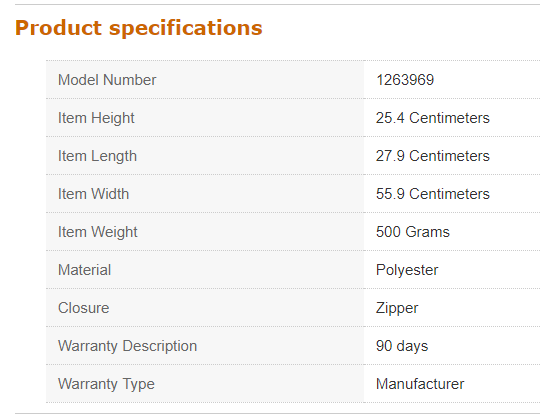 Product specifications
Model Number 1263969
Item Height 25.4 Centimeters
Item Length 27.9 Centimeters
Item Width 55.9 Centimeters
Item Weight 500 Grams
Material Polyester
Closure Zipper
Warranty Description 90 days
Warranty Type Manufacturer